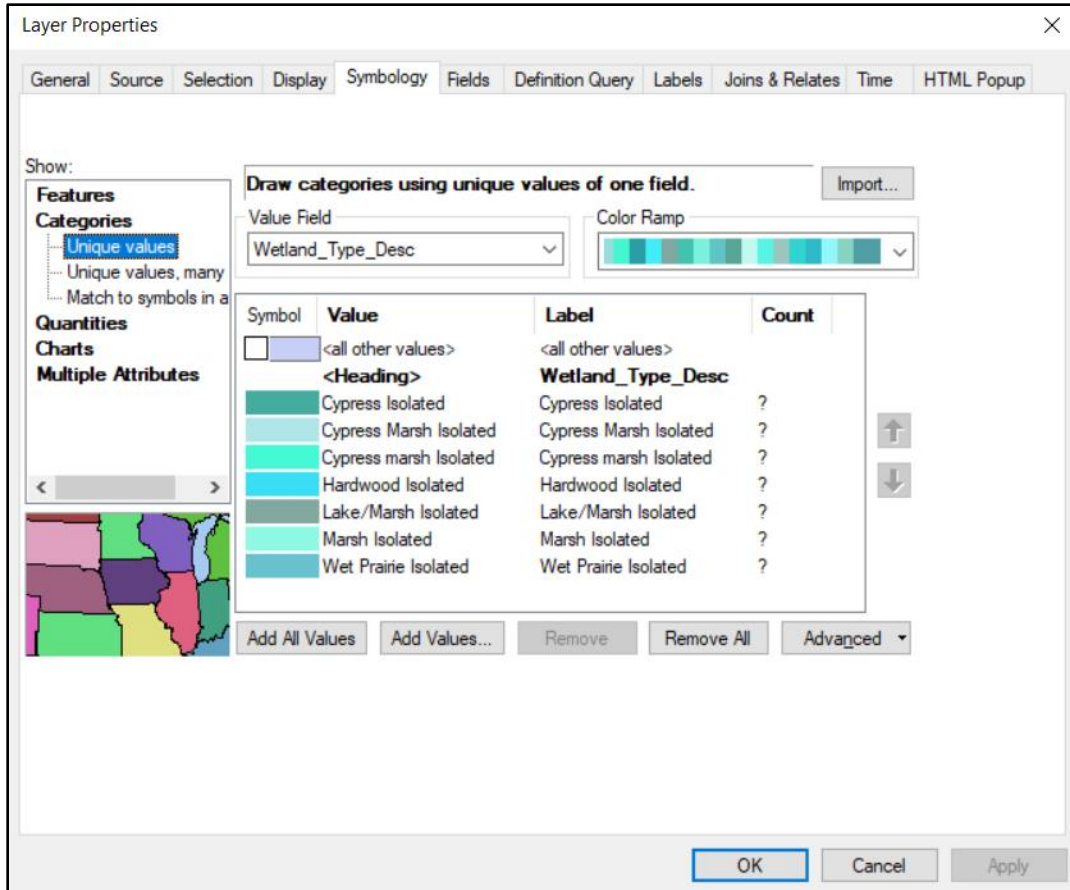 Layer Properties
General Source Selection Display Symbology Fields Definition Query Labels Joins & Relates Time HTML Popup
Show:
Features
Categories
Unique values
Unique values, many
Match to symbols in a
Quantities
Charts
Multiple Attributes
Draw categories using unique values of one field.
Import...
Value Field
Wetland_Type_Desc
Color Ramp
Symbol Value Label Count
<all other values> <all other values>
<Heading> Wetland_Type_Desc
Cypress Isolated Cypress Isolated ?
Cypress Marsh Isolated Cypress Marsh Isolated ?
Cypress marsh Isolated Cypress marsh Isolated ?
Hardwood Isolated Hardwood Isolated ?
Lake/Marsh Isolated Lake/Marsh Isolated ?
Marsh Isolated Marsh Isolated ?
Wet Prairie Isolated Wet Prairie Isolated ?
Add All Values Add Values... Remove Remove All Advanced
OK Cancel Apply